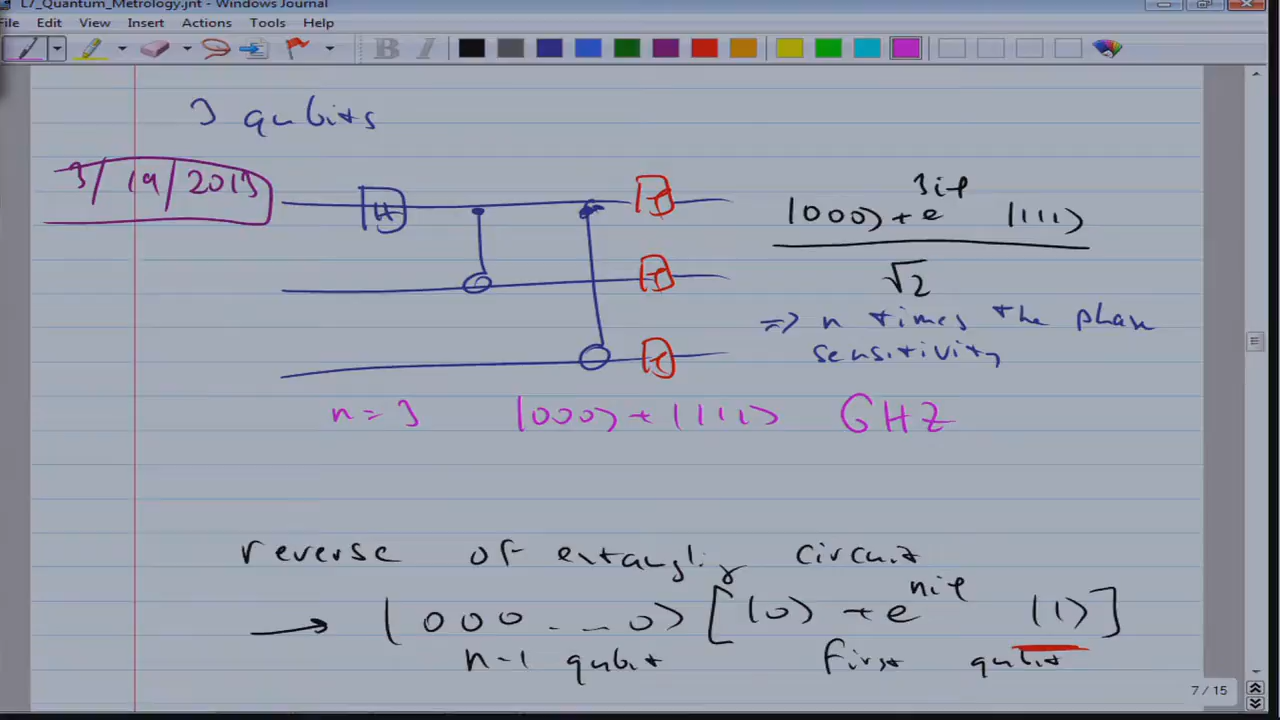 L7_Quantum_Metrology.jnt - Windows Journal
File Edit View Insert Actions Tools Help
B I
3 qubits
3/19/2013
H
φ
φ
φ
|000⟩ + e^{3iφ} |111⟩
√2
=> n times the phase
sensitivity
n = 3 |000⟩ + |111⟩ GHZ
reverse of extangling circuit
→ |000...0⟩ [|0⟩ + e^{niφ} |1⟩]
n-1 qubit first qubit
7 / 15